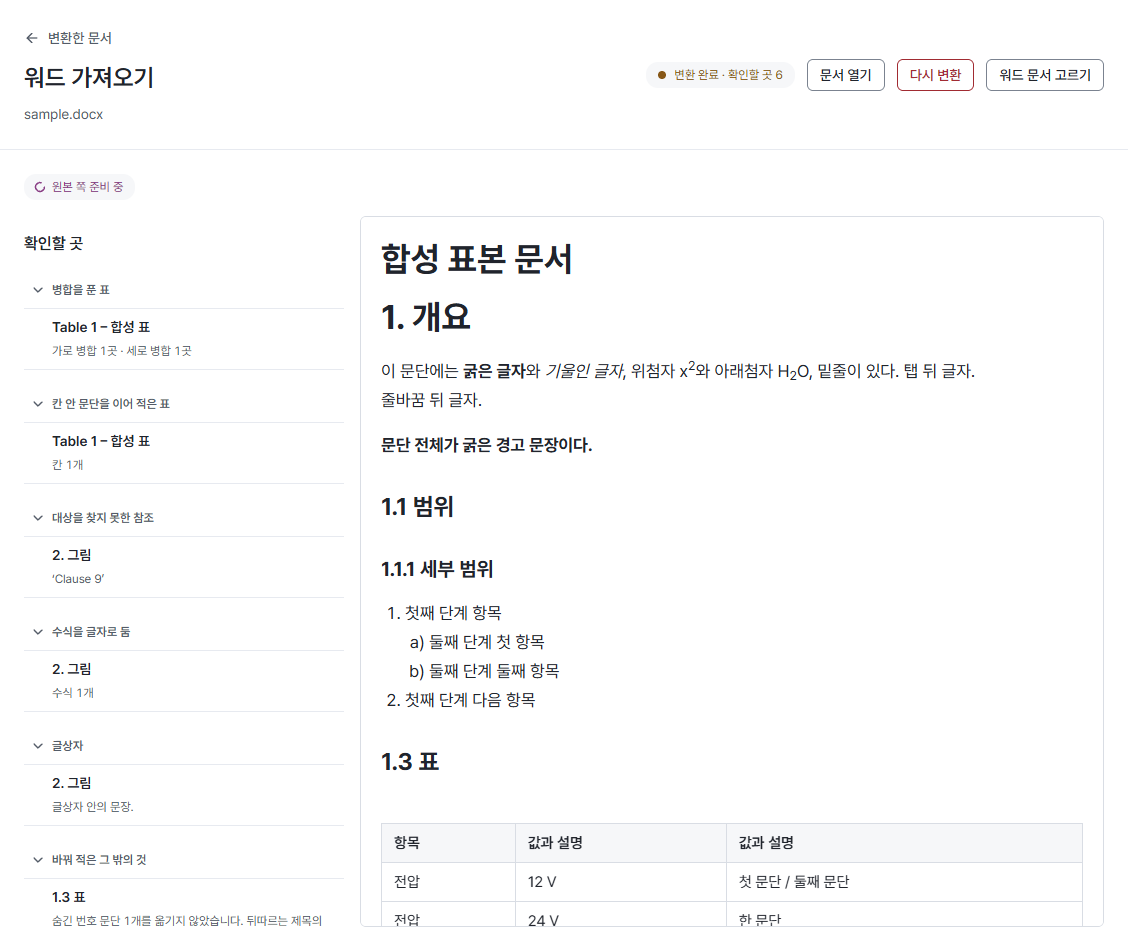 변환한 문서
워드 가져오기
sample.docx
변환 완료 · 확인할 곳 6
문서 열기
다시 변환
워드 문서 고르기
원본 쪽 준비 중
확인할 곳
병합을 푼 표
Table 1 – 합성 표
가로 병합 1곳 · 세로 병합 1곳
칸 안 문단을 이어 적은 표
Table 1 – 합성 표
칸 1개
대상을 찾지 못한 참조
2. 그림
‘Clause 9’
수식을 글자로 둠
2. 그림
수식 1개
글상자
2. 그림
글상자 안의 문장.
바꿔 적은 그 밖의 것
1.3 표
숨긴 번호 문단 1개를 옮기지 않았습니다. 뒤따르는 제목의
합성 표본 문서
1. 개요
이 문단에는 굵은 글자와 기울인 글자, 위첨자 x²와 아래첨자 H₂O, 밑줄이 있다. 탭 뒤 글자.
줄바꿈 뒤 글자.
문단 전체가 굵은 경고 문장이다.
1.1 범위
1.1.1 세부 범위
1. 첫째 단계 항목
a) 둘째 단계 첫 항목
b) 둘째 단계 둘째 항목
2. 첫째 단계 다음 항목
1.3 표
항목 값과 설명 값과 설명
전압 12 V 첫 문단 / 둘째 문단
전압 24 V 한 문단